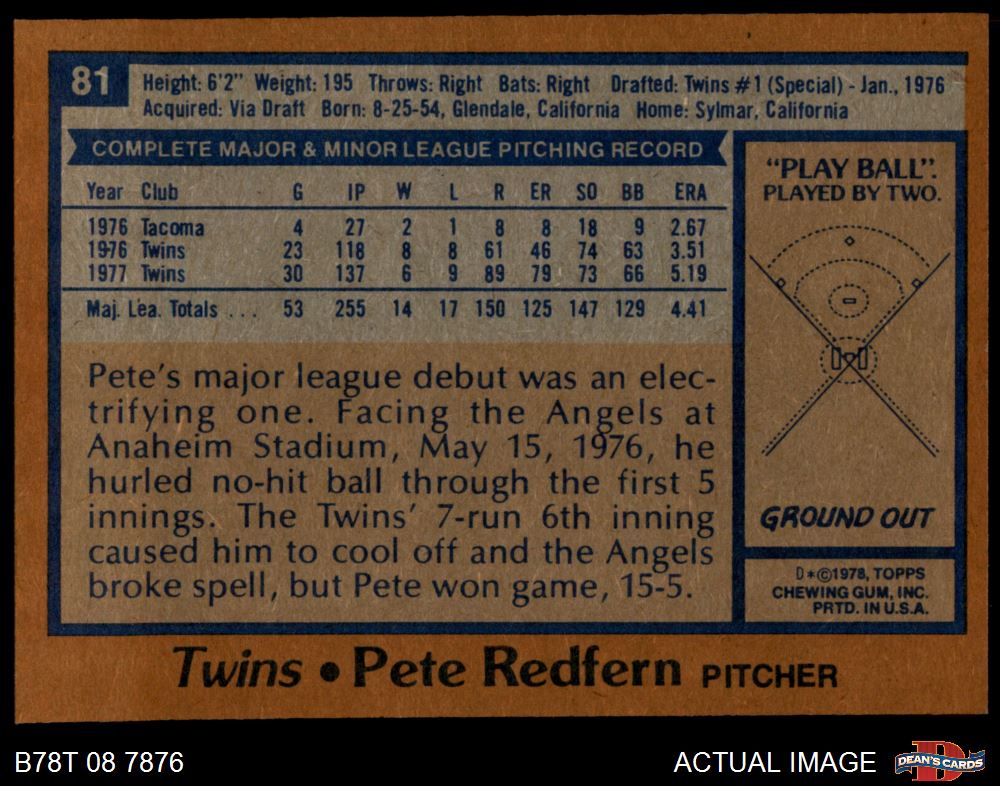 81
Height: 6'2" Weight: 195 Throws: Right Bats: Right Drafted: Twins #1 (Special) - Jan., 1976
Acquired: Via Draft Born: 8-25-54, Glendale, California Home: Sylmar, California
COMPLETE MAJOR & MINOR LEAGUE PITCHING RECORD
Year Club G IP W L R ER SO BB ERA
1976 Tacoma 4 27 2 1 8 8 18 9 2.67
1976 Twins 23 118 8 8 61 46 74 63 3.51
1977 Twins 30 137 6 9 89 79 73 66 5.19
Maj. Lea. Totals . . . 53 255 14 17 150 125 147 129 4.41
Pete's major league debut was an elec-
trifying one. Facing the Angels at
Anaheim Stadium, May 15, 1976, he
hurled no-hit ball through the first 5
innings. The Twins' 7-run 6th inning
caused him to cool off and the Angels
broke spell, but Pete won game, 15-5.
"PLAY BALL":
PLAYED BY TWO.
GROUND OUT
D*©1978, TOPPS
CHEWING GUM, INC.
PRTD. IN U.S.A.
Twins • Pete Redfern PITCHER
B78T 08 7876
ACTUAL IMAGE
DEAN'S CARDS